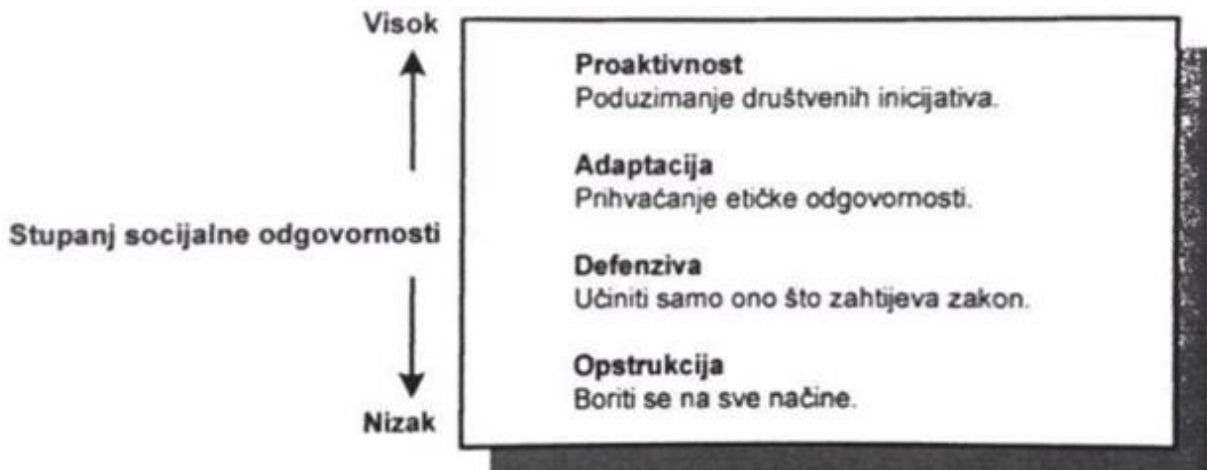 Visok
Proaktivnost
Poduzimanje društvenih inicijativa.
Adaptacija
Prihvaćanje etičke odgovornosti.
Stupanj socijalne odgovornosti
Defenziva
Učiniti samo ono što zahtijeva zakon.
Opstrukcija
Boriti se na sve načine.
Nizak